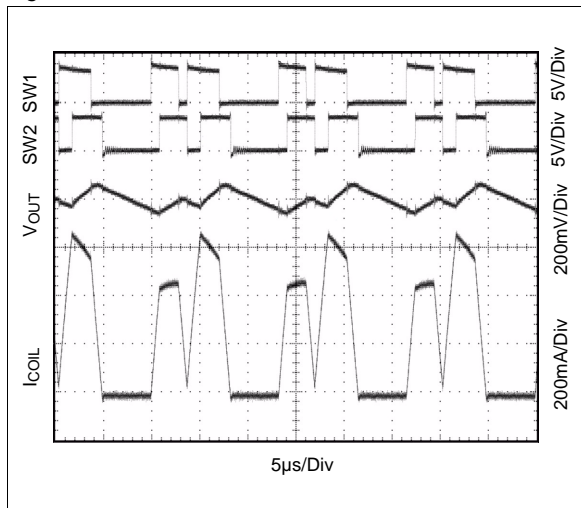 SW1
5V/Div
SW2
5V/Div
VOUT
200mV/Div
ICOIL
200mA/Div
5µs/Div